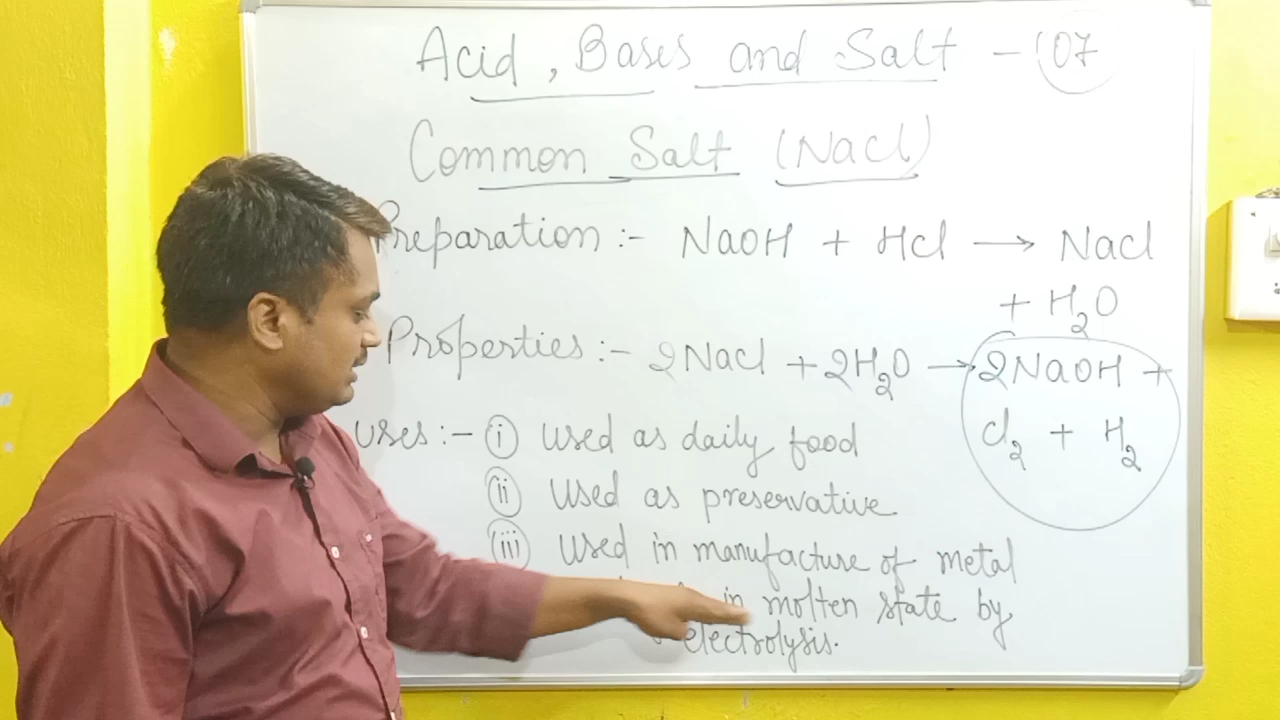 Acid, Bases and Salt - 07
Common Salt (Nacl)
Preparation :- NaOH + Hcl → Nacl
+ H₂O
Properties :- 2Nacl + 2H₂O → 2NaOH +
cl₂ + H₂
uses :- (i) used as daily food
(ii) used as preservative
(iii) used in manufacture of metal
in molten state by
electrolysis.